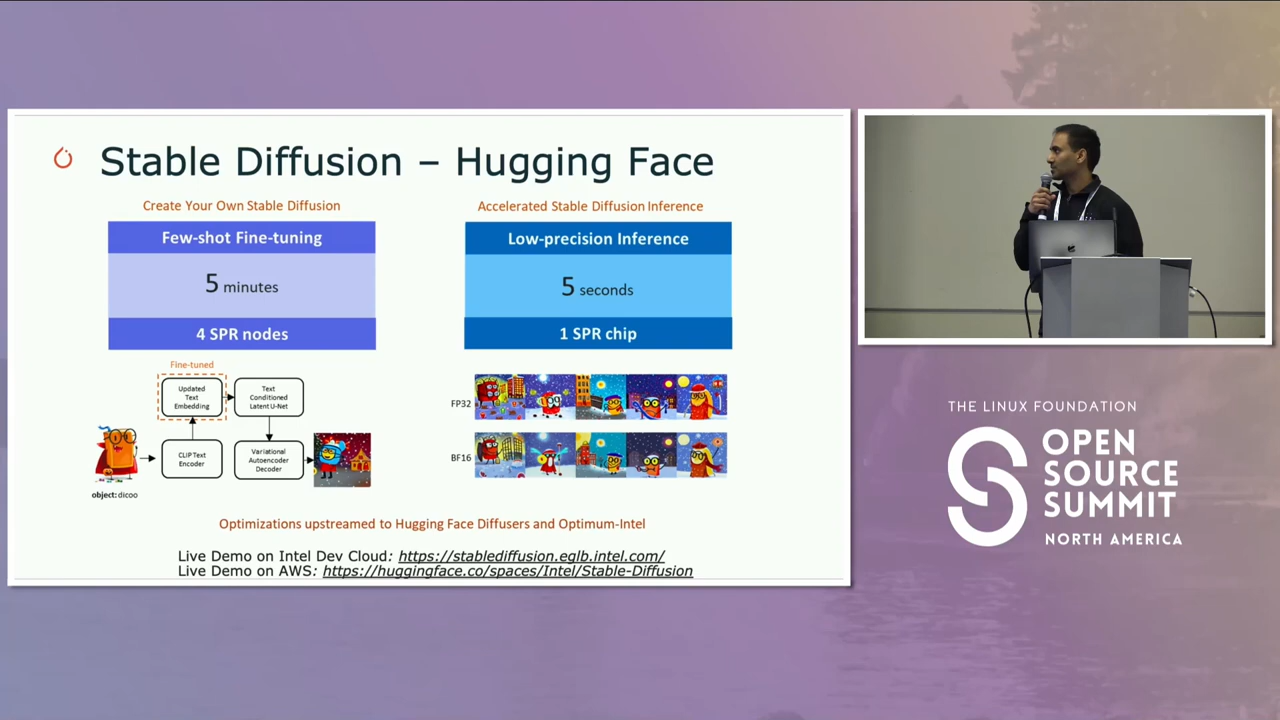 Stable Diffusion – Hugging Face
Create Your Own Stable Diffusion
Few-shot Fine-tuning
5 minutes
4 SPR nodes
Accelerated Stable Diffusion Inference
Low-precision Inference
5 seconds
1 SPR chip
Fine-tuned
Updated
Text
Embedding
Text
Conditioned
Latent U-Net
CLIP Text
Encoder
Variational
Autoencoder
Decoder
object: dicoo
FP32
BF16
Optimizations upstreamed to Hugging Face Diffusers and Optimum-Intel
Live Demo on Intel Dev Cloud: https://stablediffusion.eglb.intel.com/
Live Demo on AWS: https://huggingface.co/spaces/Intel/Stable-Diffusion
THE LINUX FOUNDATION
OPEN
SOURCE
SUMMIT
NORTH AMERICA